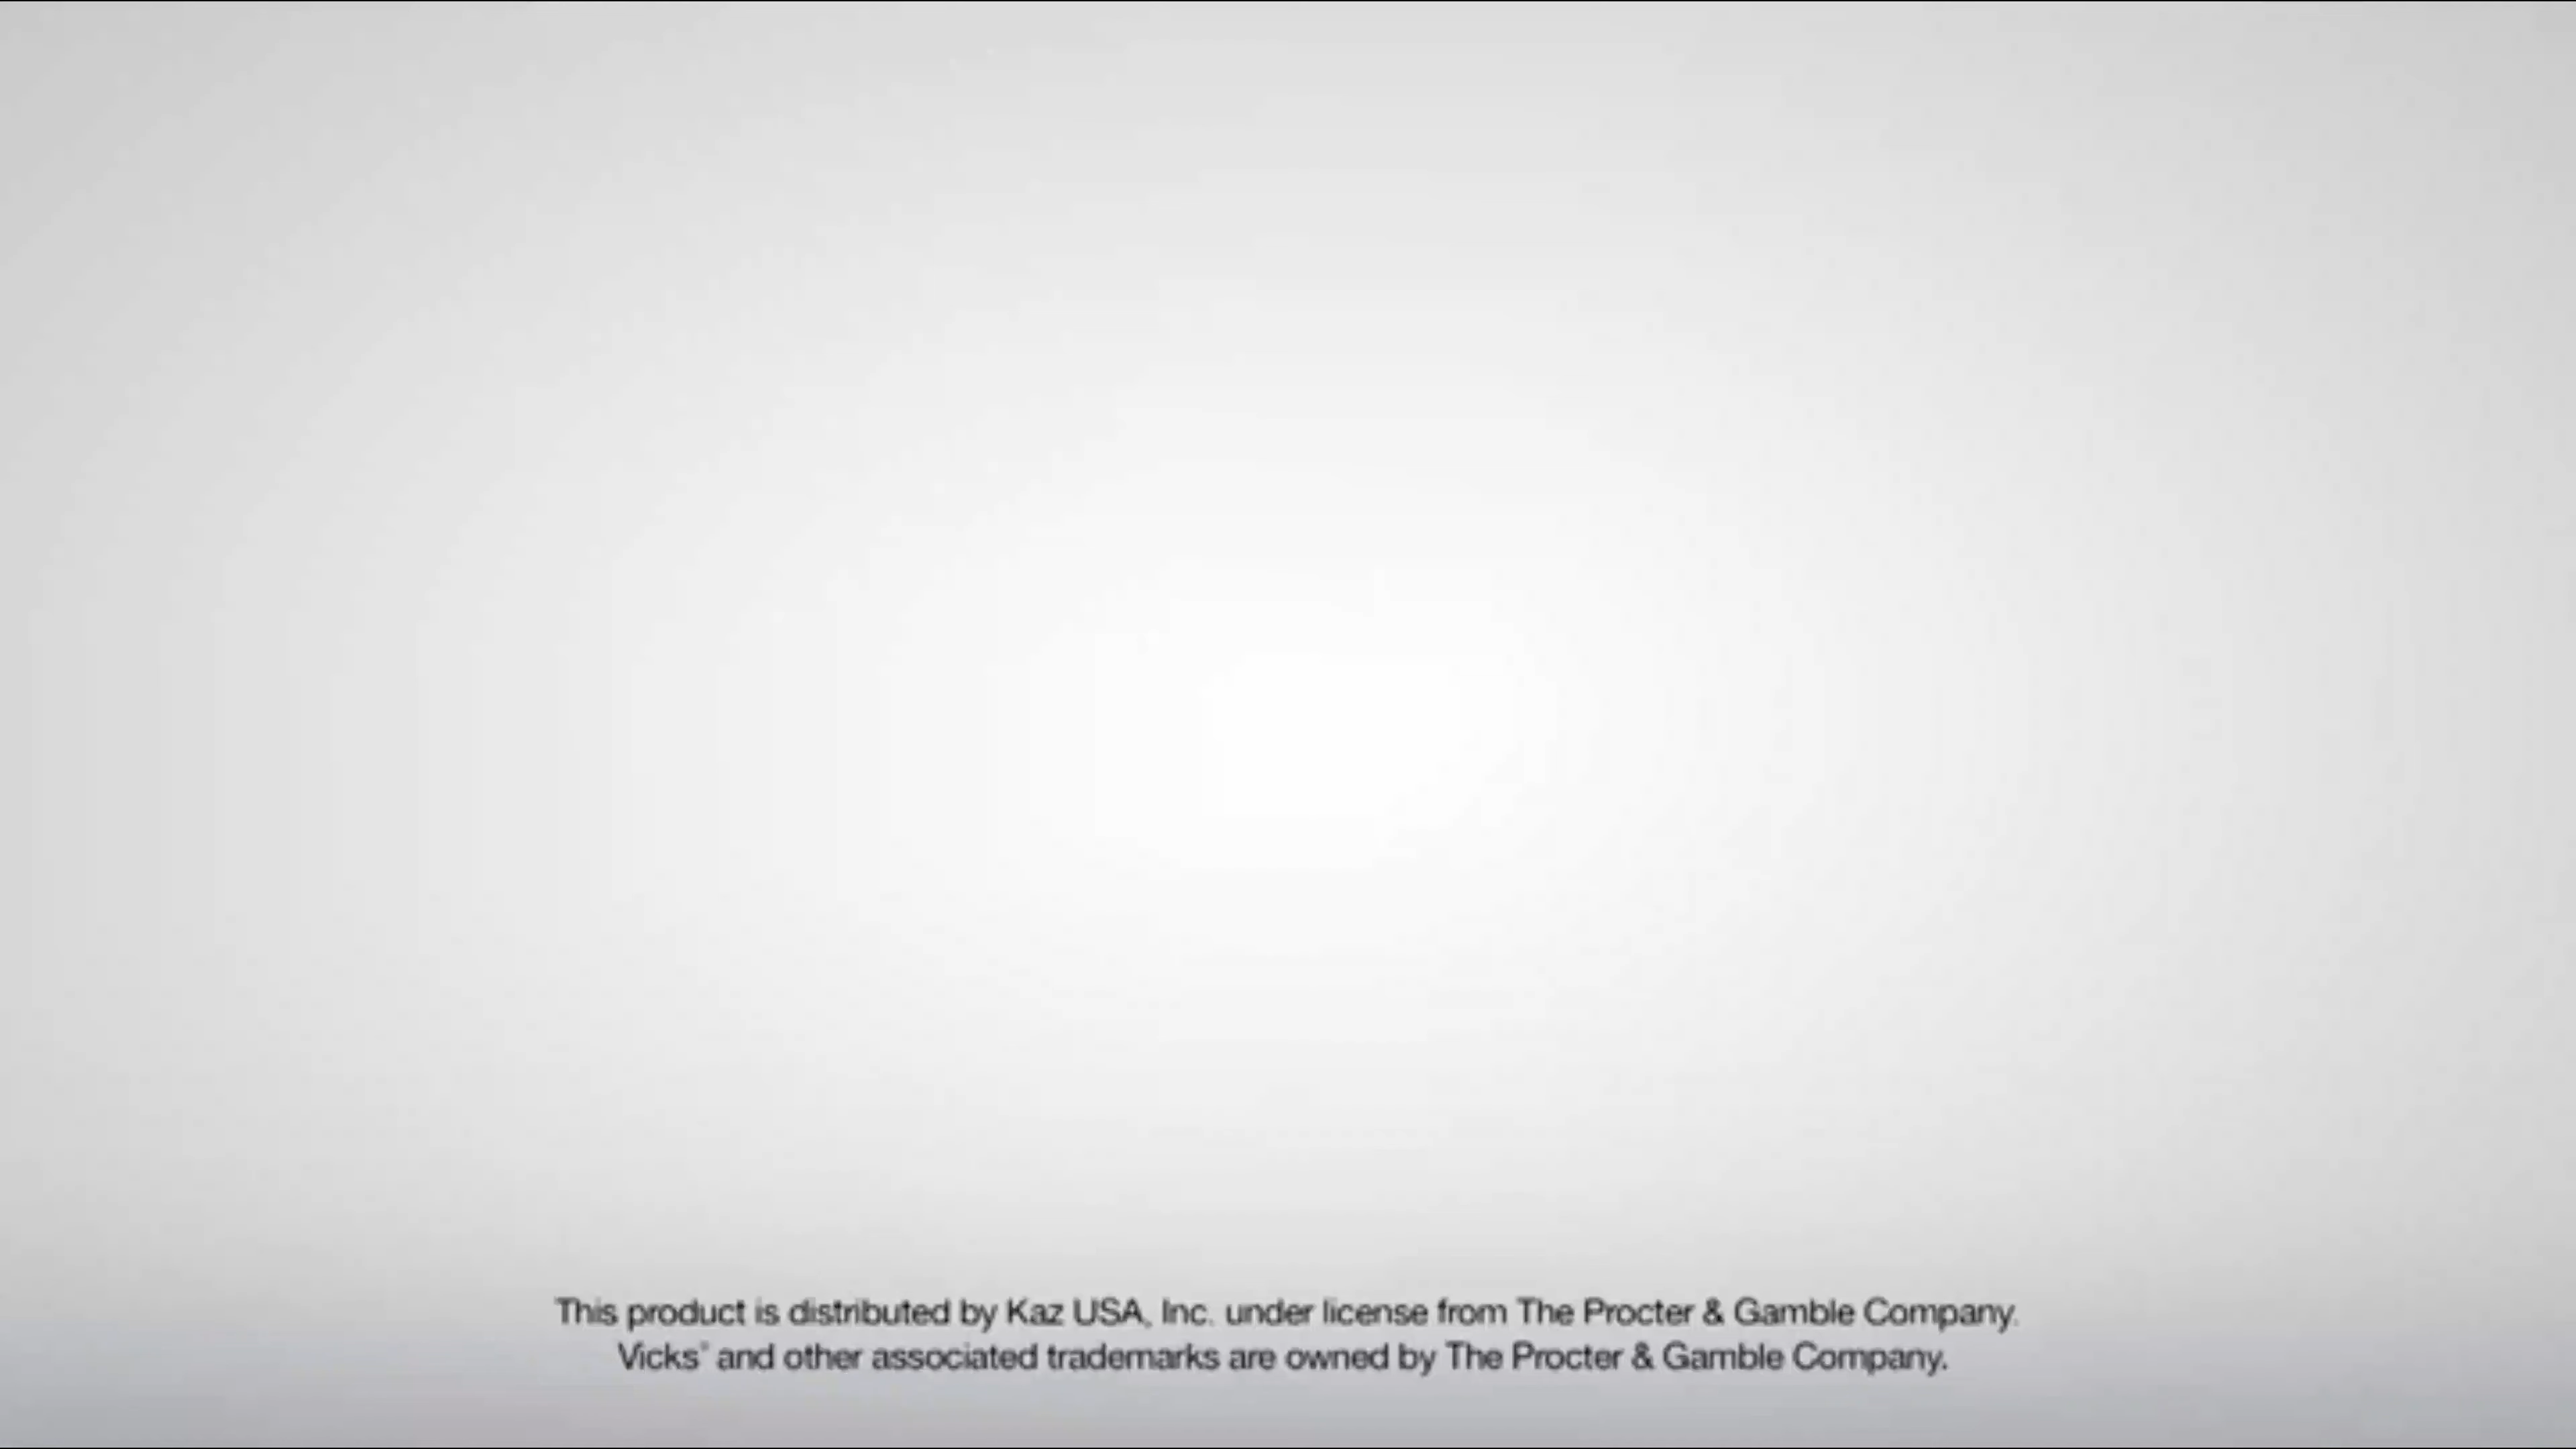 This product is distributed by Kaz USA, Inc. under license from The Procter & Gamble Company.
Vicks® and other associated trademarks are owned by The Procter & Gamble Company.